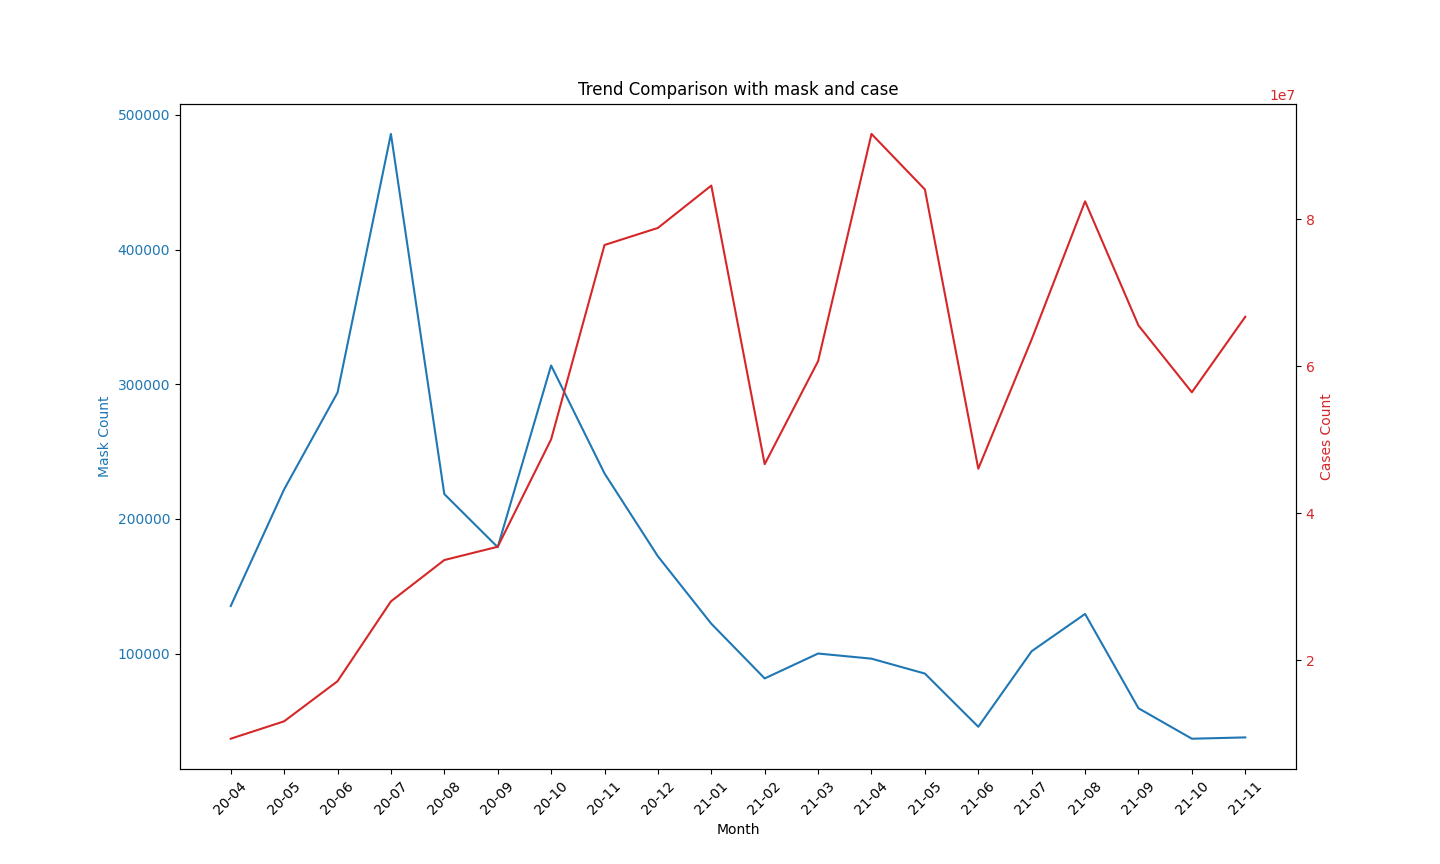 Trend Comparison with mask and case
1e7
500000
400000
300000
200000
100000
Mask Count
8
6
4
2
Cases Count
20-04 20-05 20-06 20-07 20-08 20-09 20-10 20-11 20-12 21-01 21-02 21-03 21-04 21-05 21-06 21-07 21-08 21-09 21-10 21-11
Month